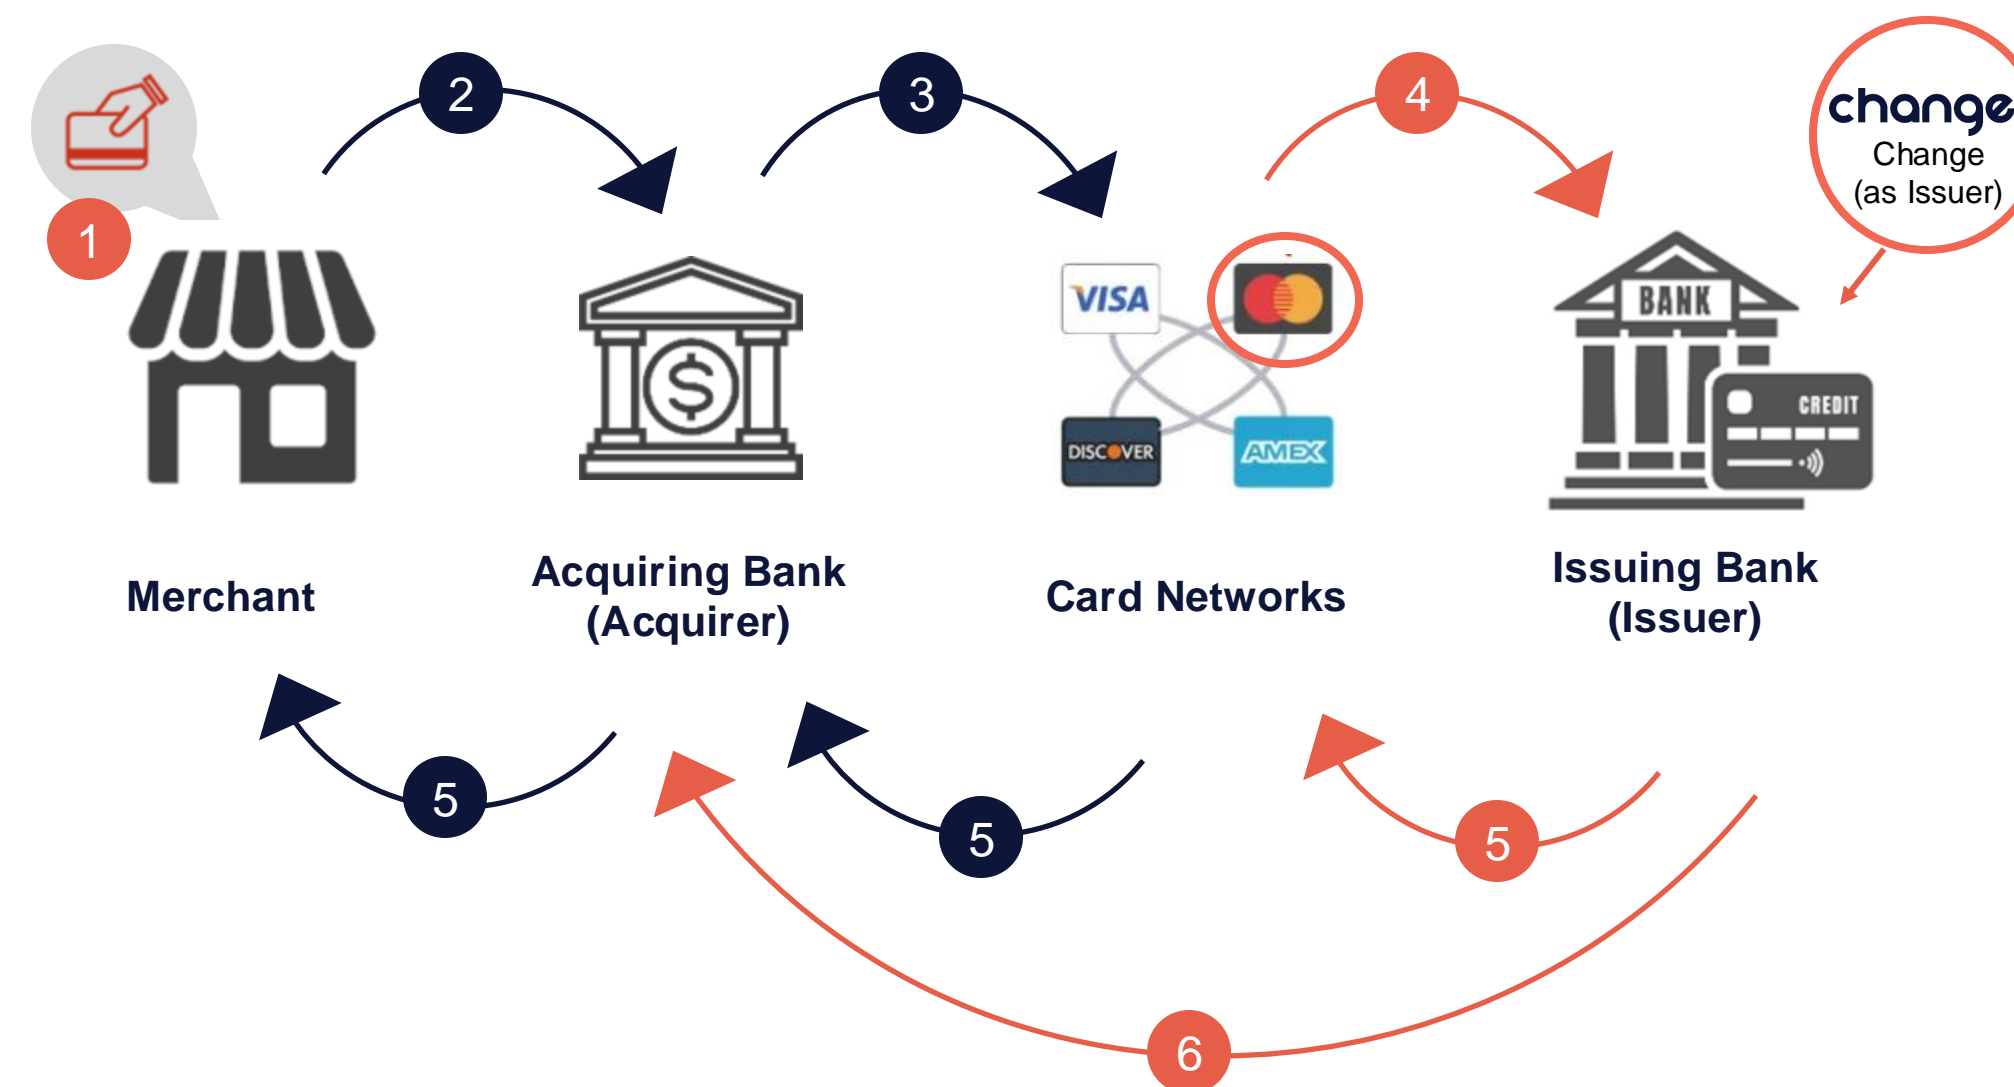 2
3
4
change
Change
(as Issuer)
1
VISA
BANK
CREDIT
DISCOVER
AMEX
Merchant
Acquiring Bank
(Acquirer)
Card Networks
Issuing Bank
(Issuer)
5
5
5
6